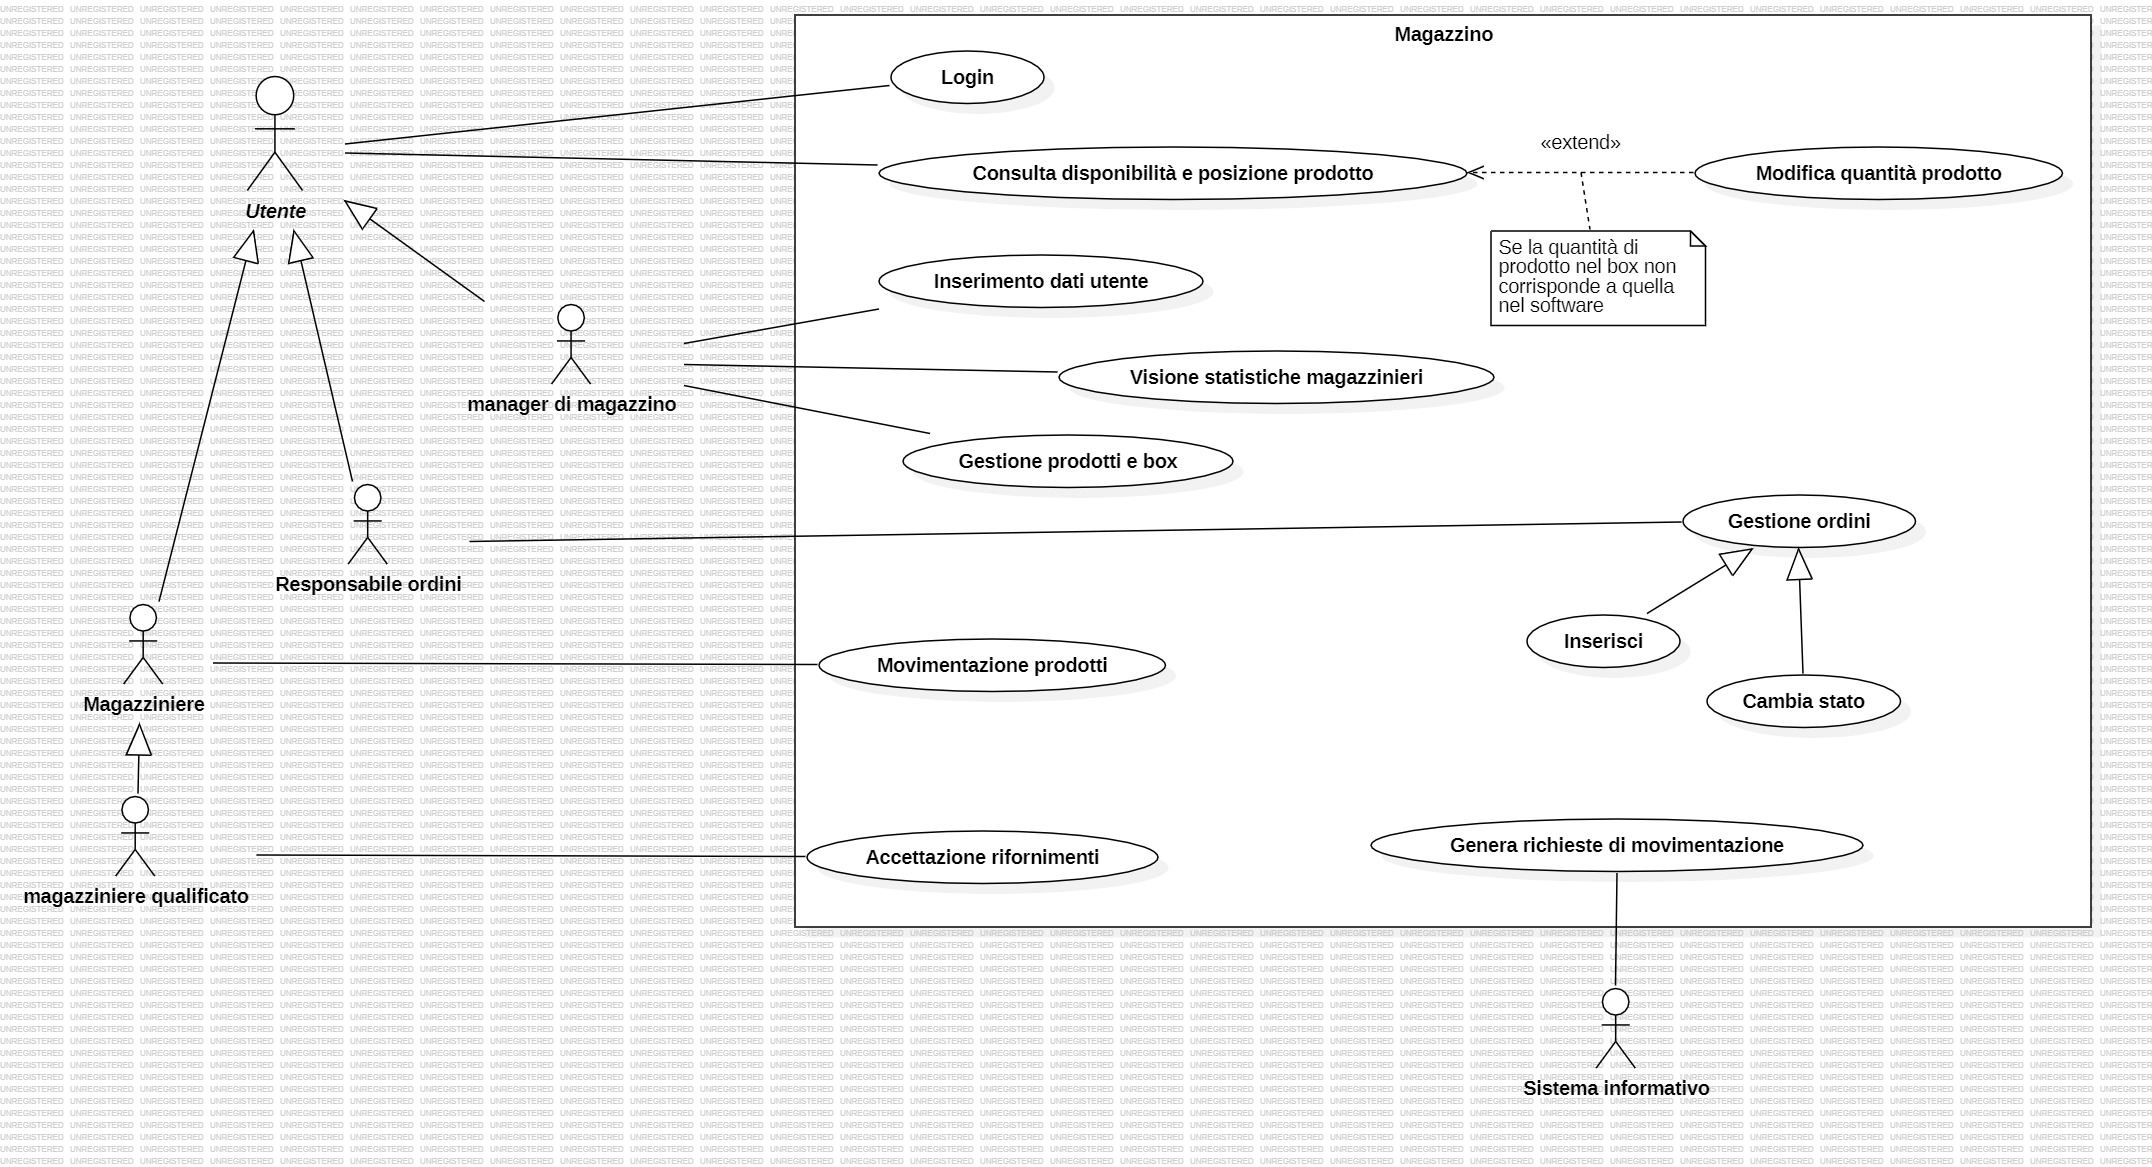 Magazzino
Login
«extend»
Consulta disponibilità e posizione prodotto
Modifica quantità prodotto
Utente
Se la quantità di
prodotto nel box non
corrisponde a quella
nel software
Inserimento dati utente
Visione statistiche magazzinieri
manager di magazzino
Gestione prodotti e box
Gestione ordini
Responsabile ordini
Inserisci
Movimentazione prodotti
Magazziniere
Cambia stato
Genera richieste di movimentazione
Accettazione rifornimenti
magazziniere qualificato
Sistema informativo
UNREGISTERED